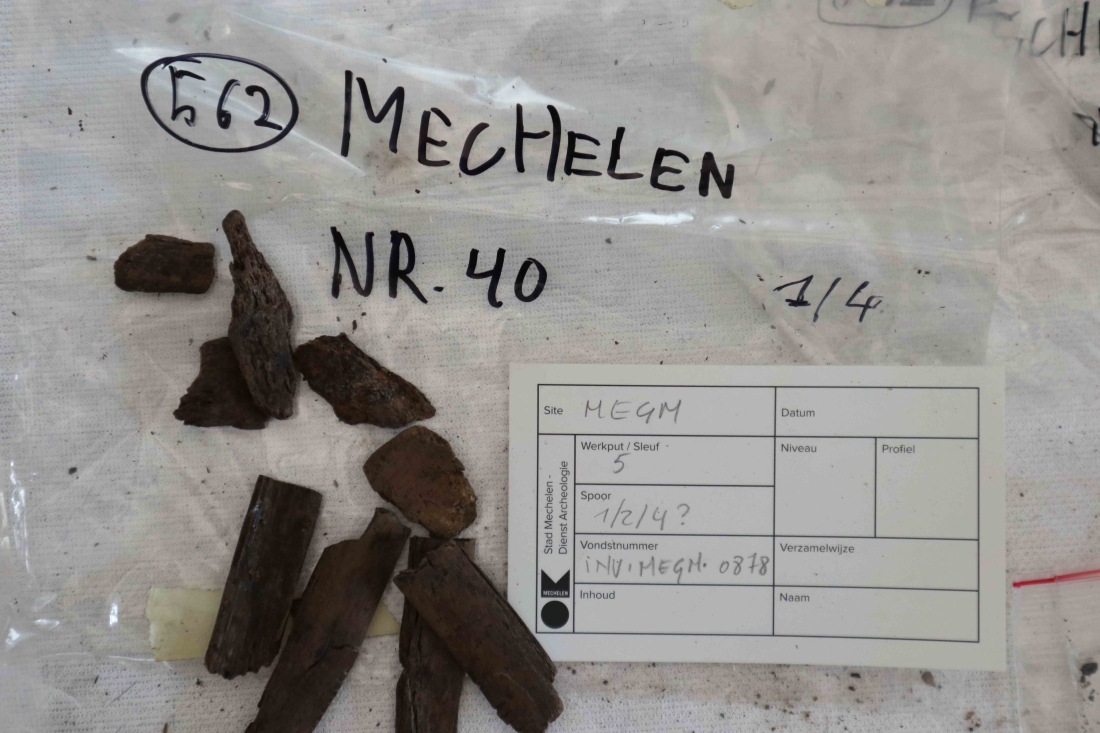 562 MECHELEN
NR. 40
1/4
Site MEGM
Datum
Werkput / Sleuf
5
Niveau
Profiel
Spoor
1/2/4?
Vondstnummer
INV. MEGM. 0878
Verzamelwijze
Inhoud
Naam
Stad Mechelen -
Dienst Archeologie
MECHELEN